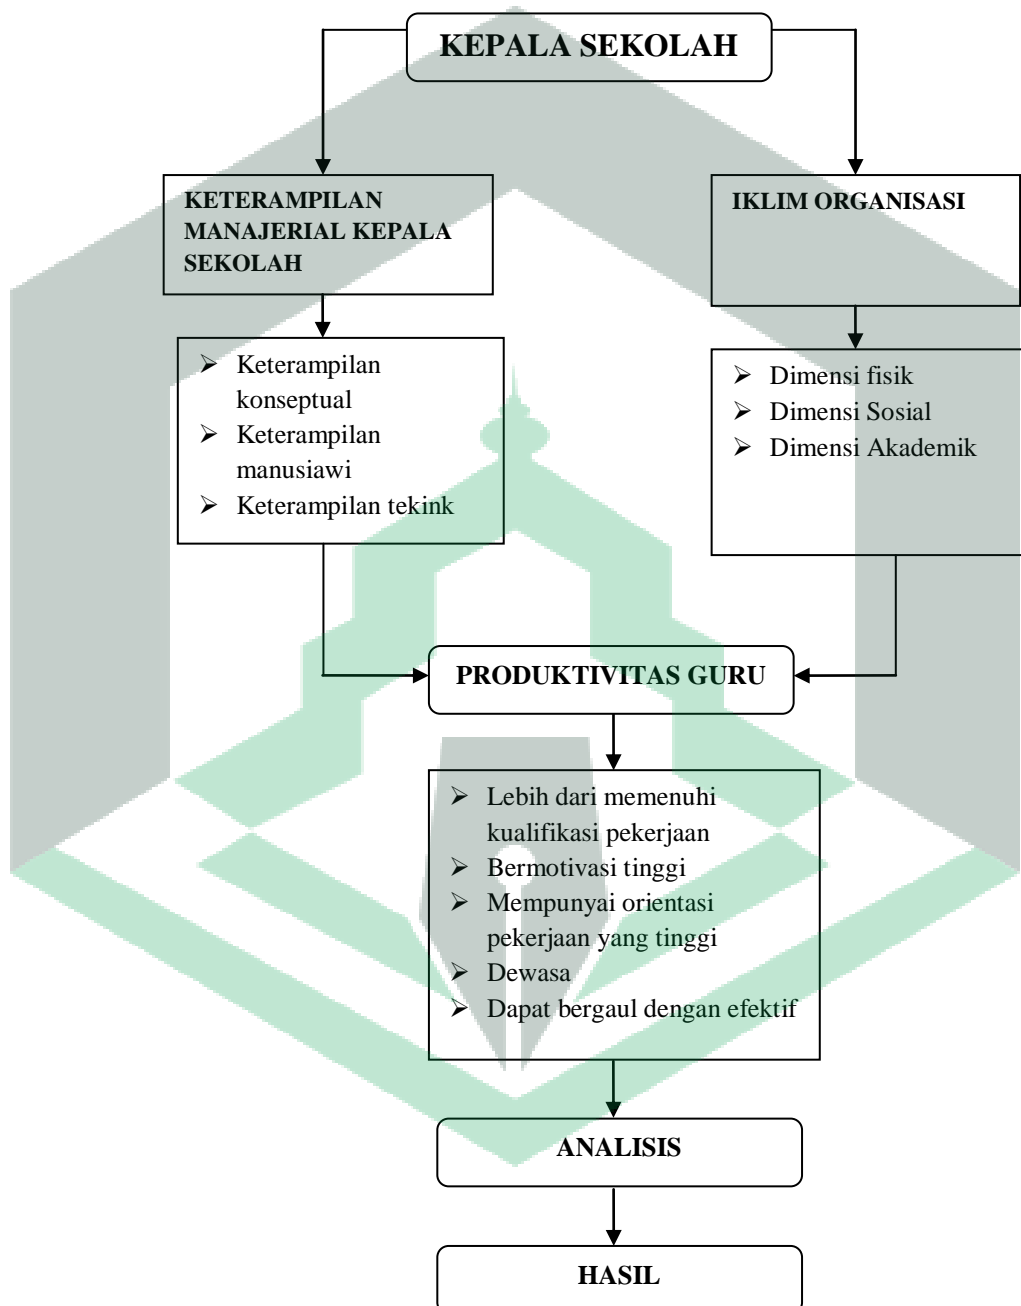 KEPALA SEKOLAH
KETERAMPILAN
MANAJERIAL KEPALA
SEKOLAH
IKLIM ORGANISASI
➢ Keterampilan
konseptual
➢ Keterampilan
manusiawi
➢ Keterampilan tekink
➢ Dimensi fisik
➢ Dimensi Sosial
➢ Dimensi Akademik
PRODUKTIVITAS GURU
➢ Lebih dari memenuhi
kualifikasi pekerjaan
➢ Bermotivasi tinggi
➢ Mempunyai orientasi
pekerjaan yang tinggi
➢ Dewasa
➢ Dapat bergaul dengan efektif
ANALISIS
HASIL